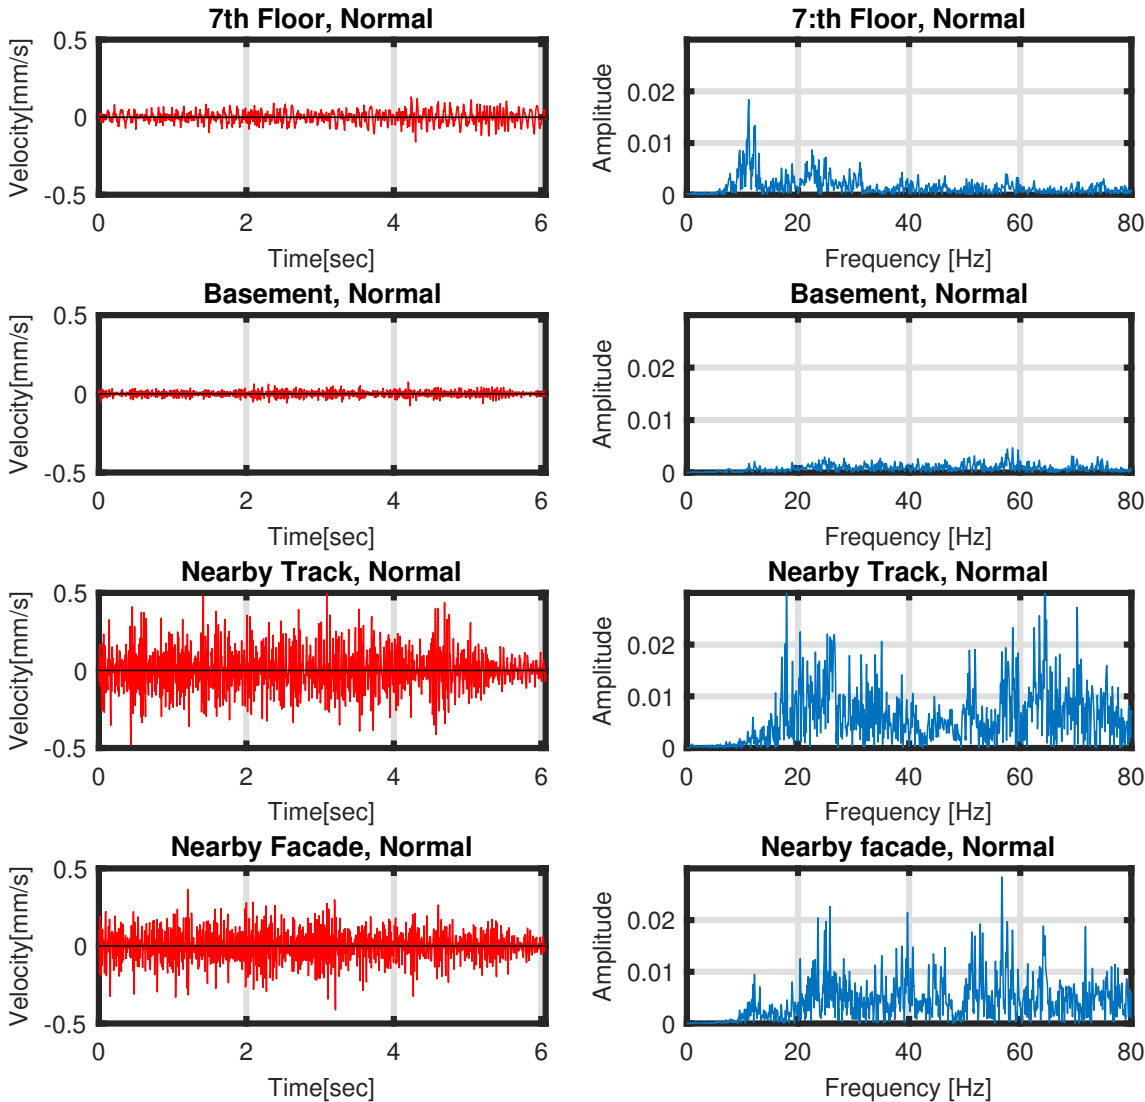 7th Floor, Normal
0.5
0
-0.5
Velocity[mm/s]
0 2 4 6
Time[sec]
7:th Floor, Normal
0.02
0.01
0
Amplitude
0 20 40 60 80
Frequency [Hz]
Basement, Normal
0.5
0
-0.5
Velocity[mm/s]
0 2 4 6
Time[sec]
Basement, Normal
0.02
0.01
0
Amplitude
0 20 40 60 80
Frequency [Hz]
Nearby Track, Normal
0.5
0
-0.5
Velocity[mm/s]
0 2 4 6
Time[sec]
Nearby Track, Normal
0.02
0.01
0
Amplitude
0 20 40 60 80
Frequency [Hz]
Nearby Facade, Normal
0.5
0
-0.5
Velocity[mm/s]
0 2 4 6
Time[sec]
Nearby facade, Normal
0.02
0.01
0
Amplitude
0 20 40 60 80
Frequency [Hz]